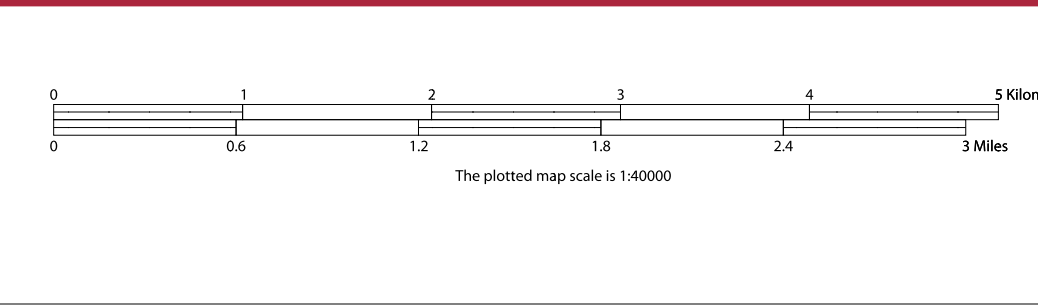 0 1 2 3 4 5 Kilon
0 0.6 1.2 1.8 2.4 3 Miles
The plotted map scale is 1:40000